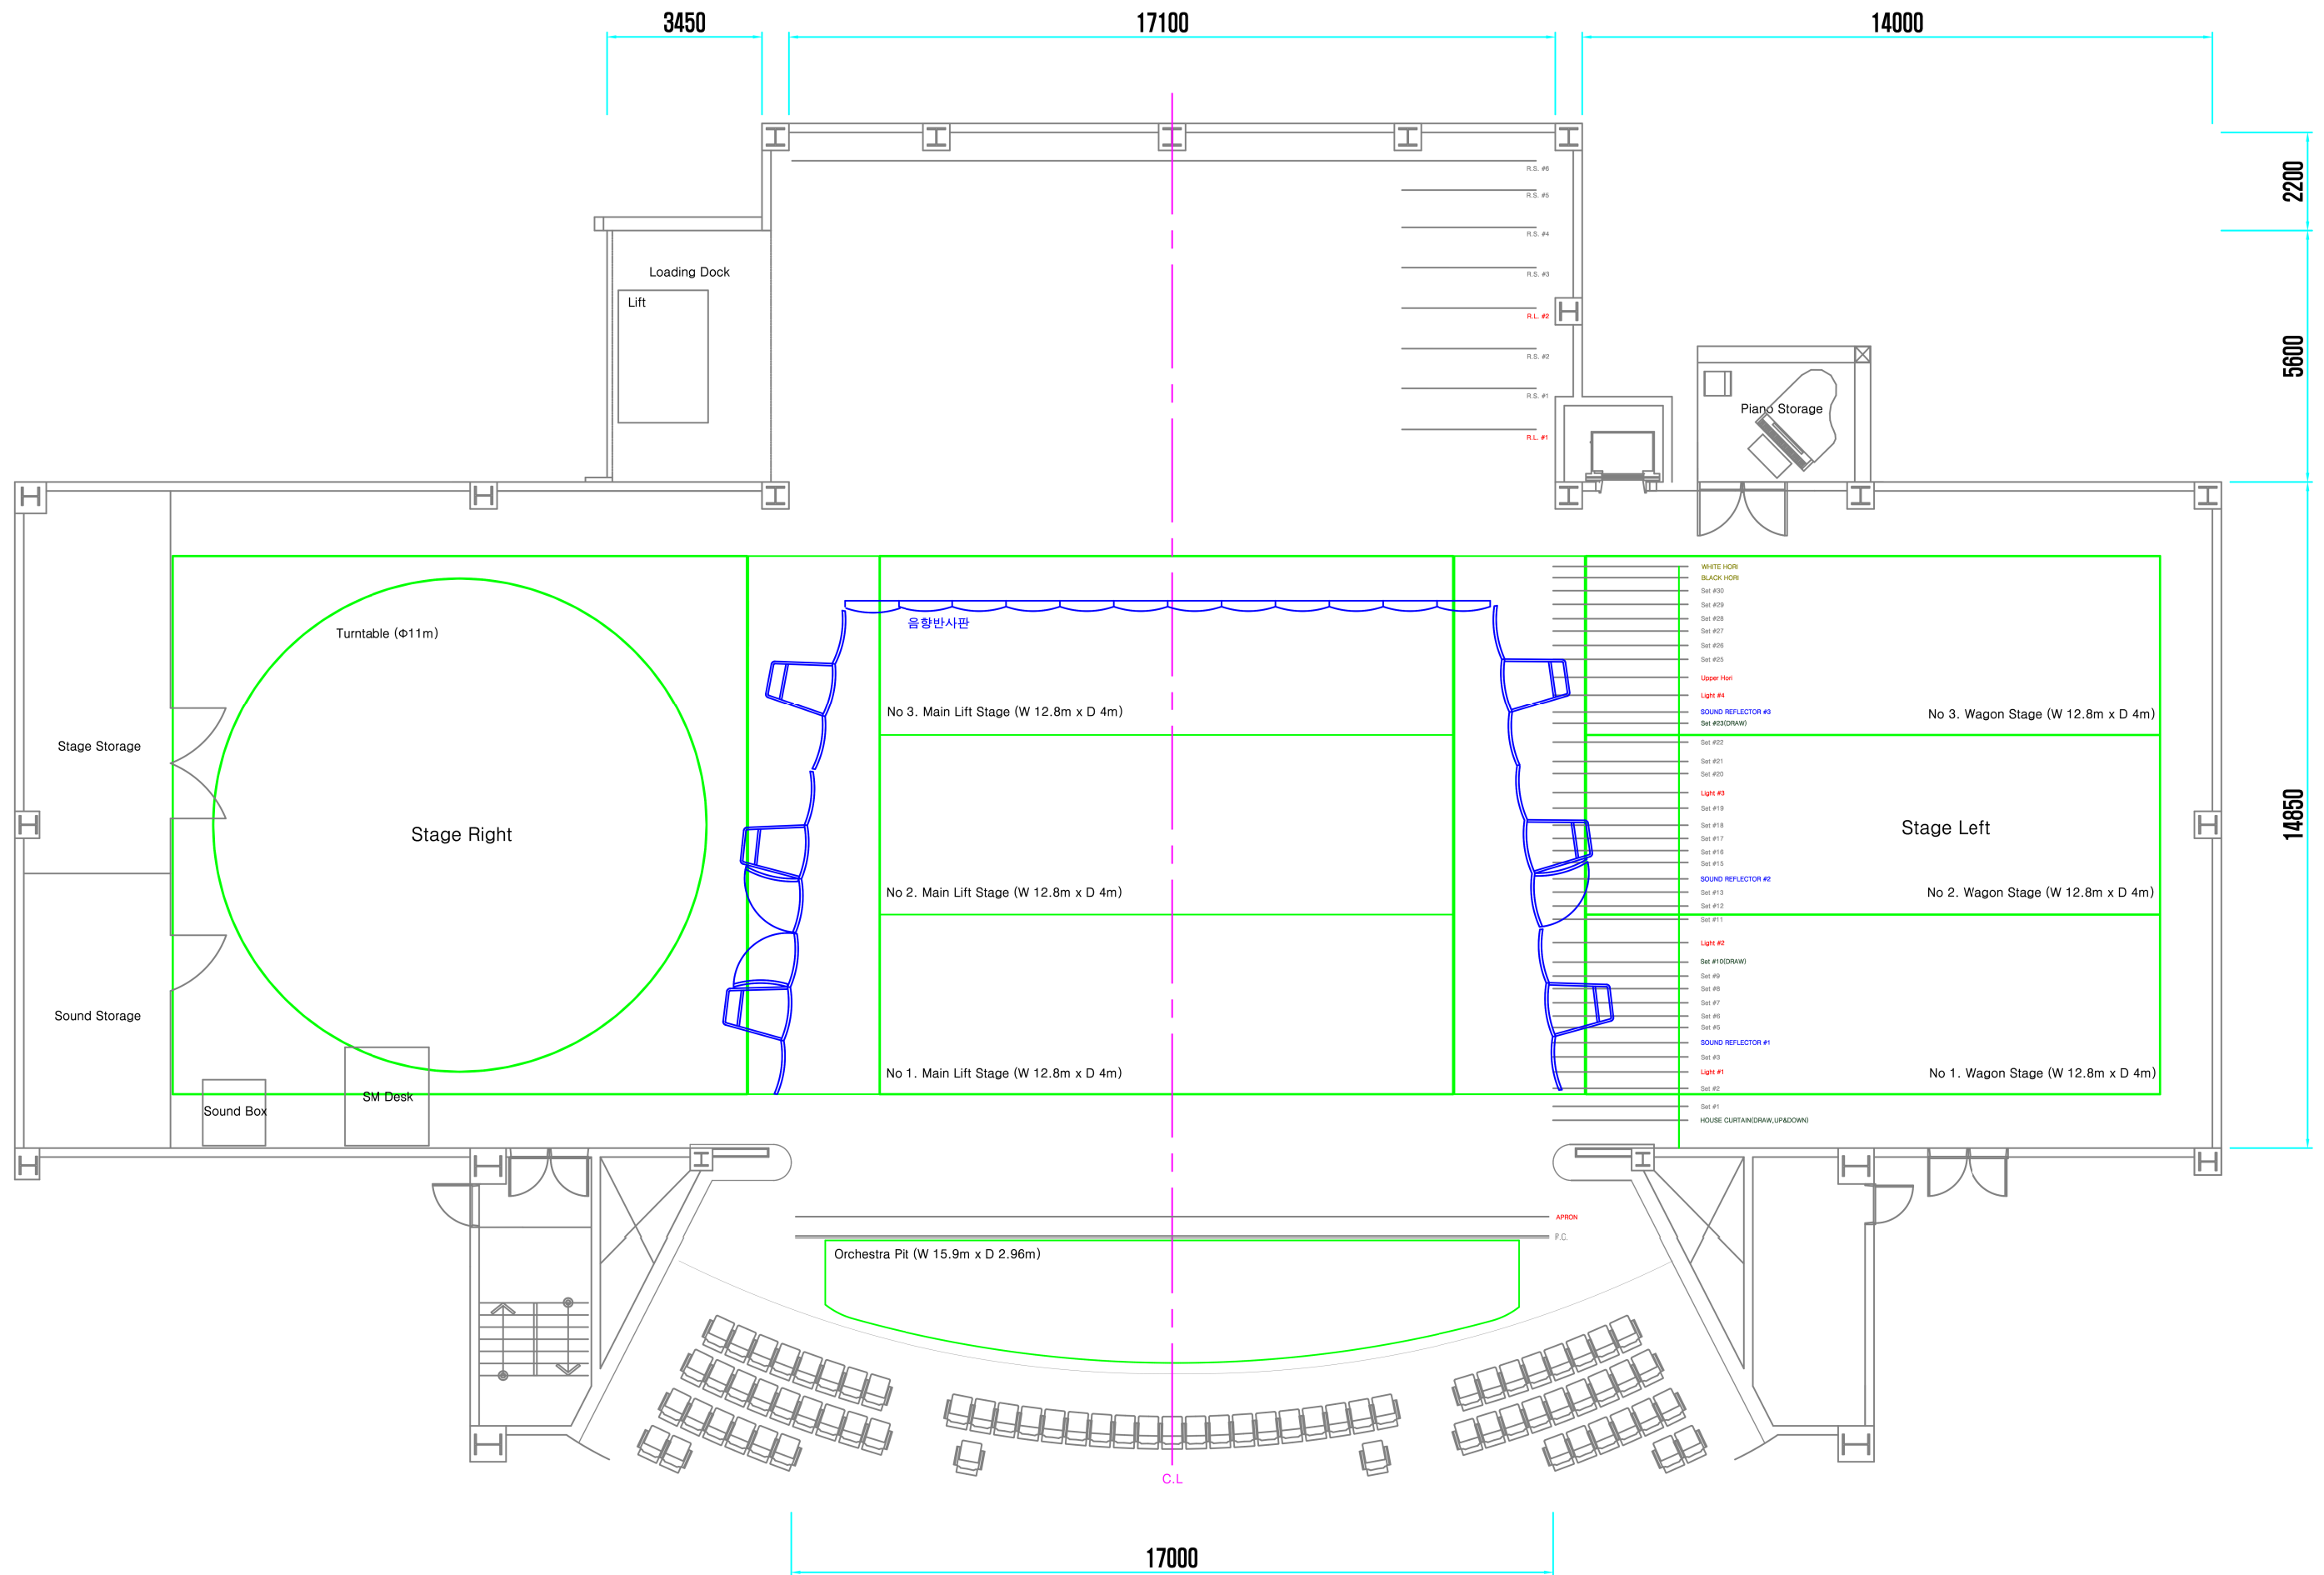 3450
17100
14000
2200
5600
14850
R.S. #6
R.S. #5
R.S. #4
R.S. #3
R.L. #2
R.S. #2
R.S. #1
R.L. #1
Loading Dock
Lift
Piano Storage
Turntable (Φ11m)
음향반사판
Stage Storage
Stage Right
Sound Storage
Sound Box
SM Desk
No 3. Main Lift Stage (W 12.8m x D 4m)
No 2. Main Lift Stage (W 12.8m x D 4m)
No 1. Main Lift Stage (W 12.8m x D 4m)
WHITE HORI
BLACK HORI
Set #30
Set #29
Set #28
Set #27
Set #26
Set #25
Upper Hori
Light #4
SOUND REFLECTOR #3
Set #23(DRAW)
Set #22
Set #21
Set #20
Light #3
Set #19
Set #18
Set #17
Set #16
Set #15
SOUND REFLECTOR #2
Set #13
Set #12
Set #11
Light #2
Set #10(DRAW)
Set #9
Set #8
Set #7
Set #6
Set #5
SOUND REFLECTOR #1
Set #3
Light #1
Set #2
Set #1
HOUSE CURTAIN(DRAW,UP&DOWN)
No 3. Wagon Stage (W 12.8m x D 4m)
Stage Left
No 2. Wagon Stage (W 12.8m x D 4m)
No 1. Wagon Stage (W 12.8m x D 4m)
APRON
F.C.
Orchestra Pit (W 15.9m x D 2.96m)
C.L
17000